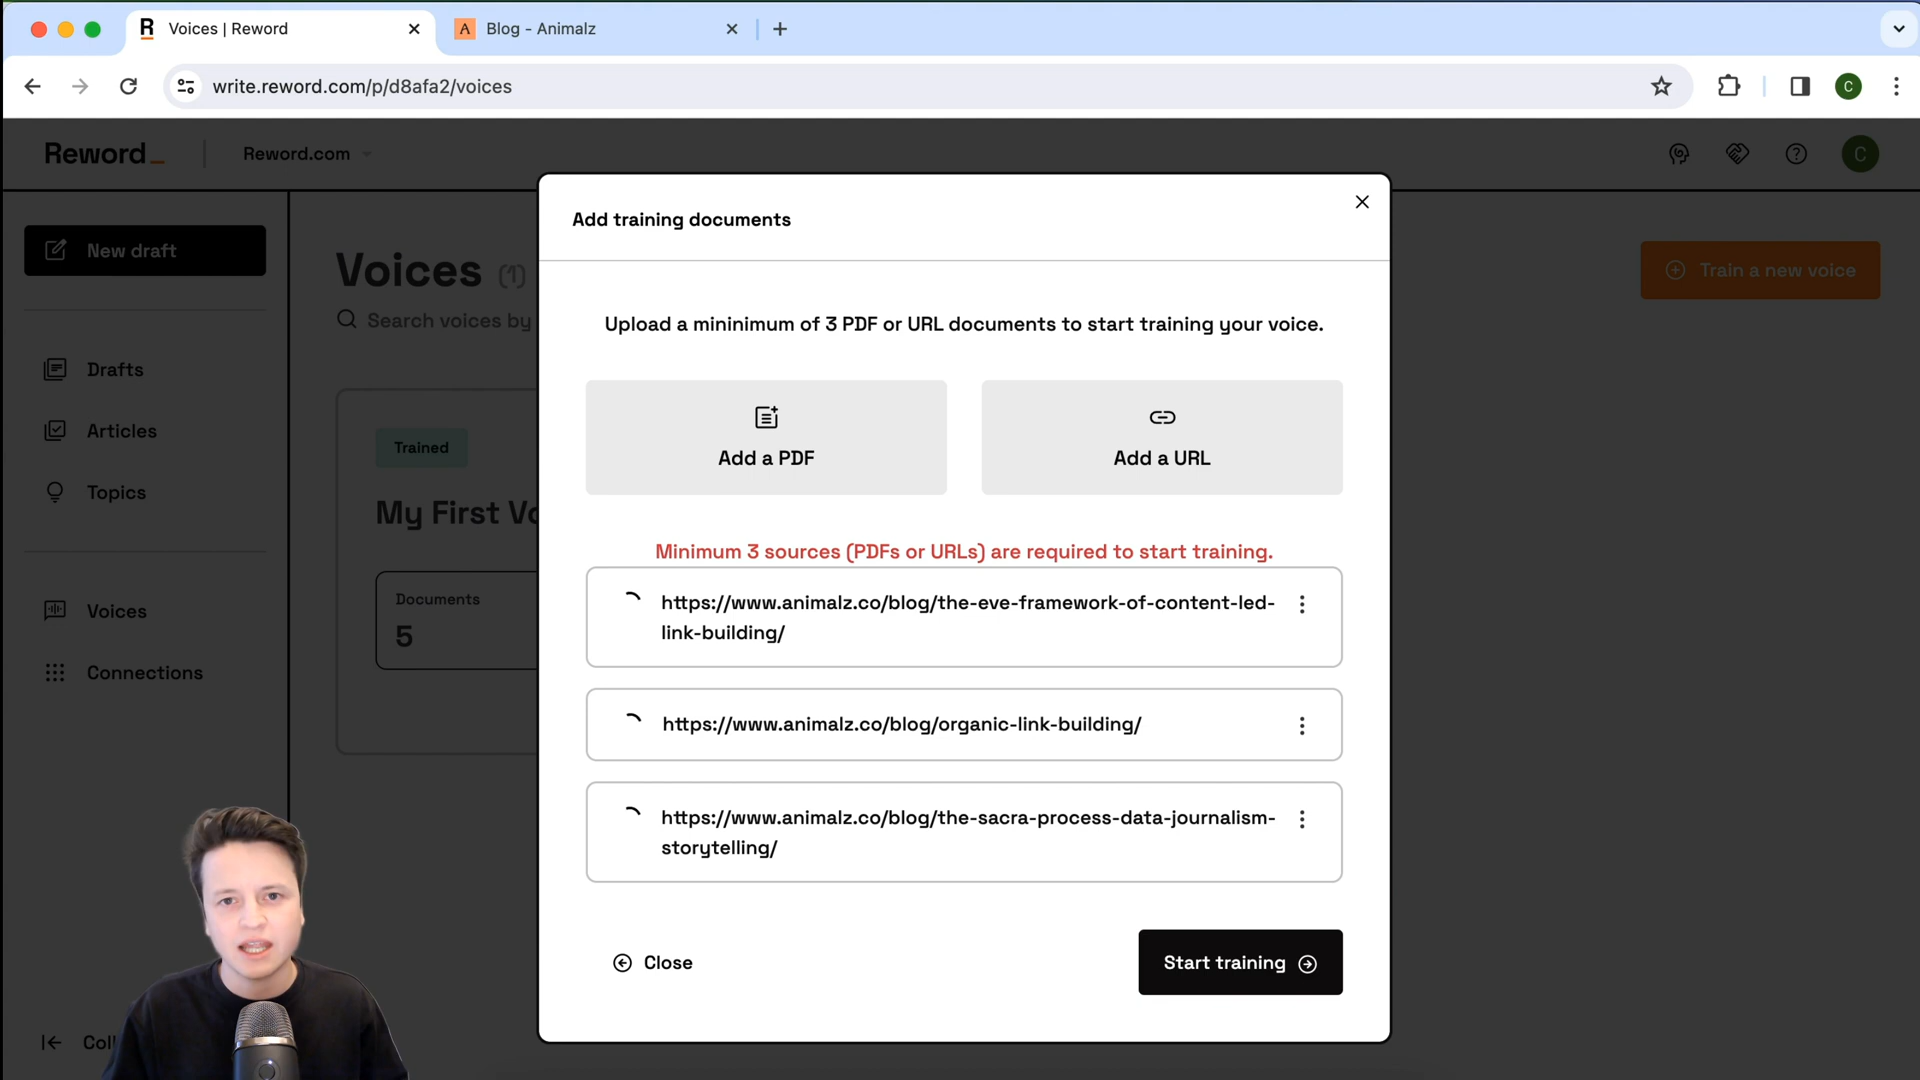 Voices | Reword
A Blog - Animalz
write.reword.com/p/d8afa2/voices
C
Reword_
Reword.com
C
New draft
Drafts
Articles
Topics
Voices
Connections
Coll
Voices (1)
Search voices by
Train a new voice
Trained
My First Vo
Documents
5
Add training documents
Upload a mininimum of 3 PDF or URL documents to start training your voice.
Add a PDF
Add a URL
Minimum 3 sources (PDFs or URLs) are required to start training.
https://www.animalz.co/blog/the-eve-framework-of-content-led-
link-building/
https://www.animalz.co/blog/organic-link-building/
https://www.animalz.co/blog/the-sacra-process-data-journalism-
storytelling/
Close
Start training